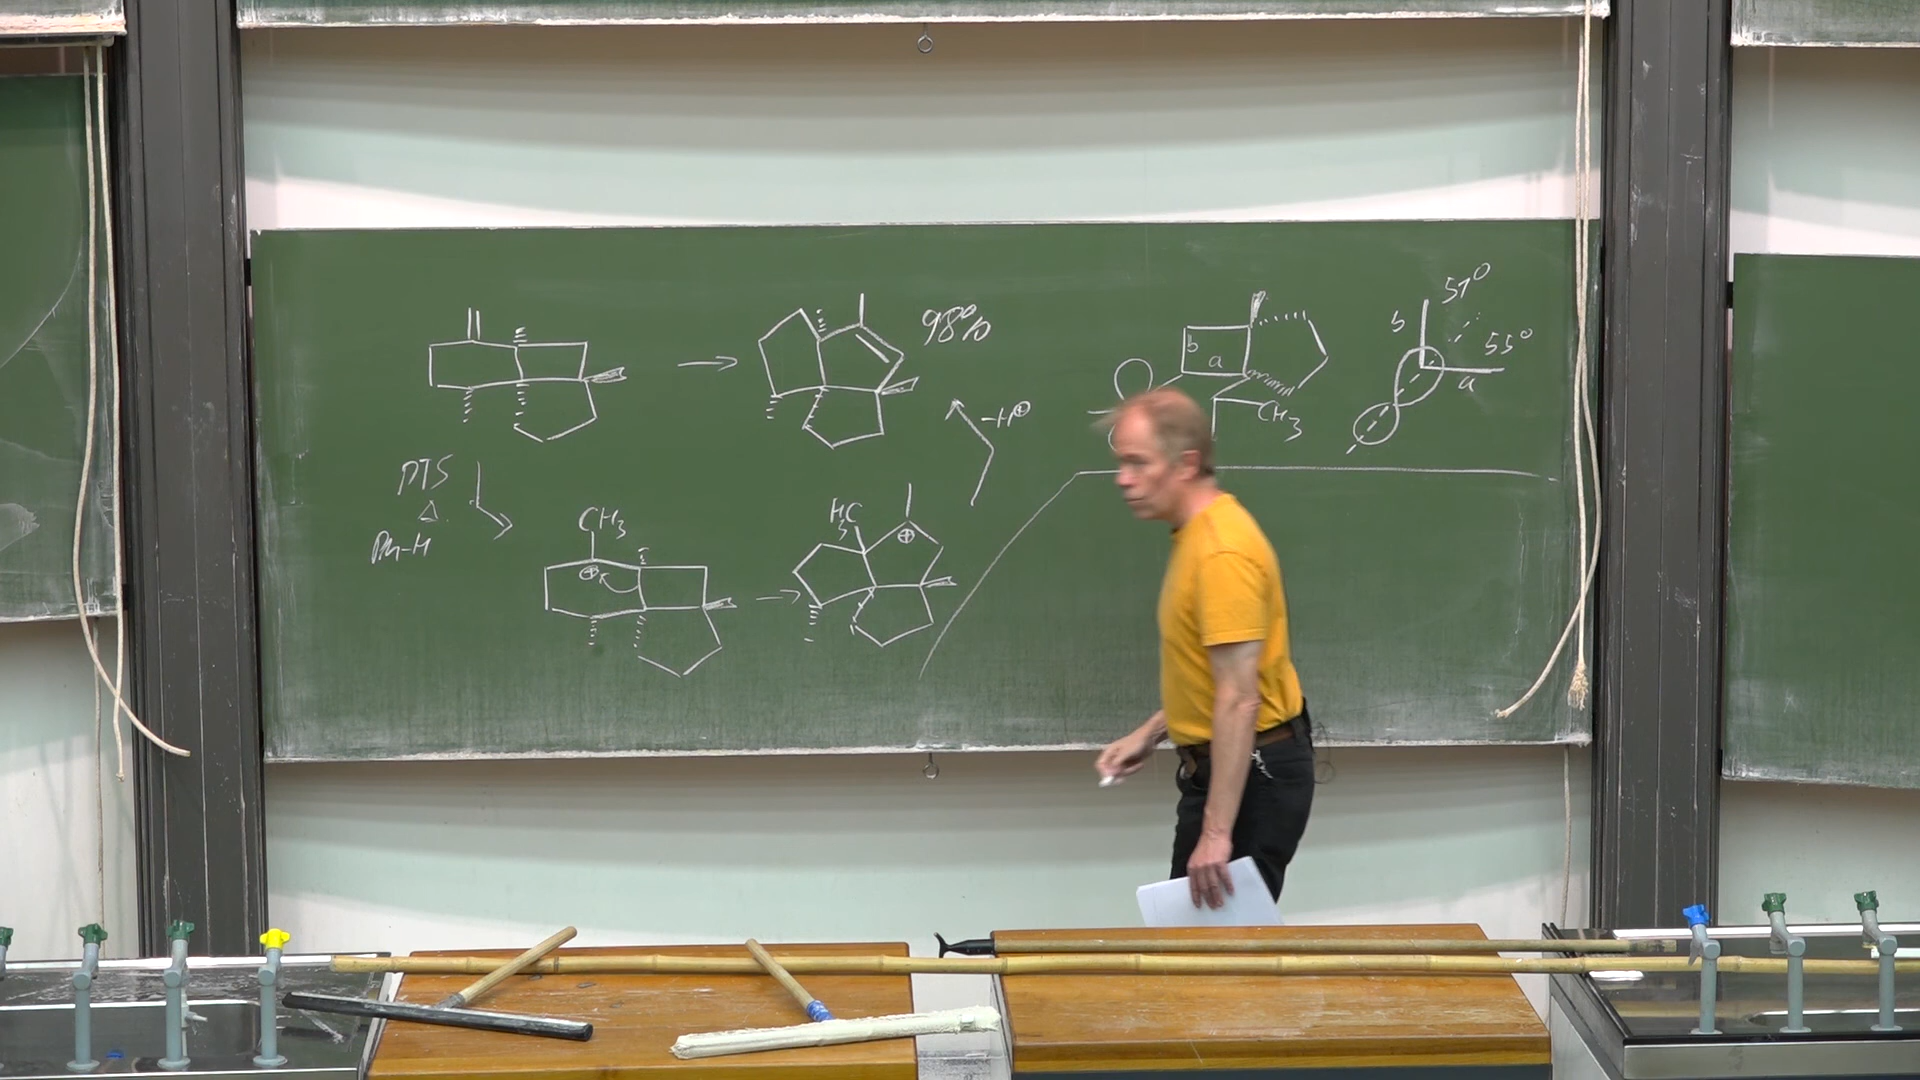 98%
-H⊕
PTS
Δ
Ph-H
CH3
⊕
H3C
⊕
b
a
CH3
b
51°
55°
a